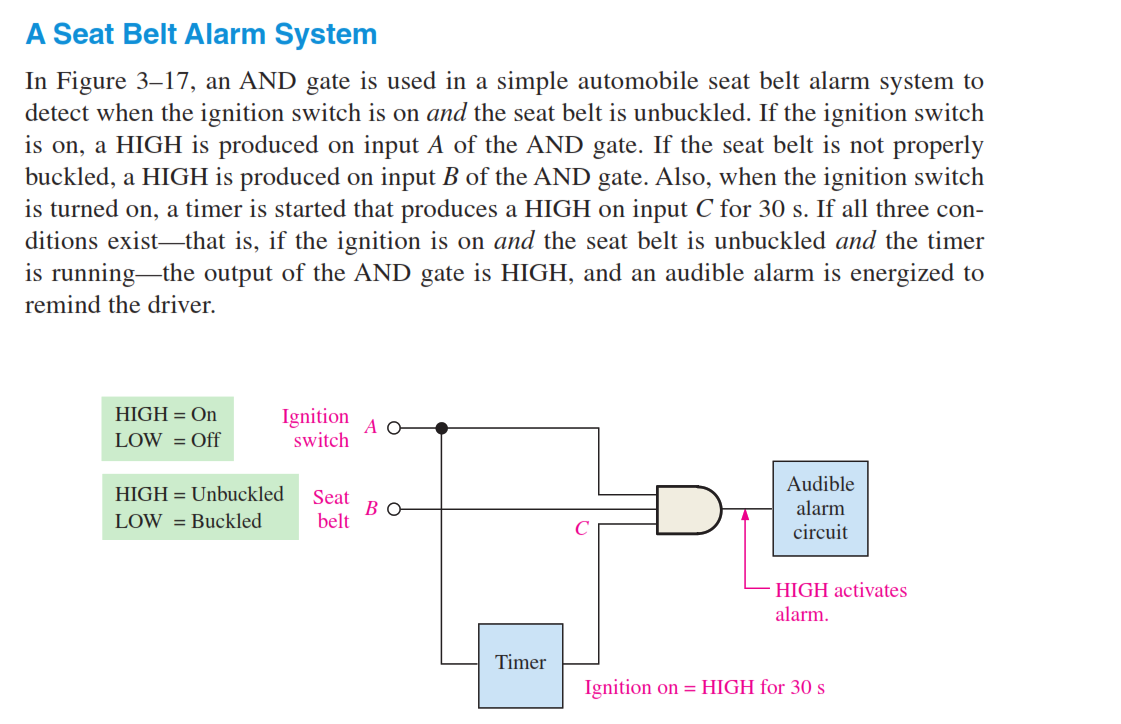 A Seat Belt Alarm System
In Figure 3–17, an AND gate is used in a simple automobile seat belt alarm system to
detect when the ignition switch is on and the seat belt is unbuckled. If the ignition switch
is on, a HIGH is produced on input A of the AND gate. If the seat belt is not properly
buckled, a HIGH is produced on input B of the AND gate. Also, when the ignition switch
is turned on, a timer is started that produces a HIGH on input C for 30 s. If all three con-
ditions exist—that is, if the ignition is on and the seat belt is unbuckled and the timer
is running—the output of the AND gate is HIGH, and an audible alarm is energized to
remind the driver.
HIGH = On
LOW = Off
Ignition
switch
A
HIGH = Unbuckled
LOW = Buckled
Seat
belt
B
C
Audible
alarm
circuit
HIGH activates
alarm.
Timer
Ignition on = HIGH for 30 s